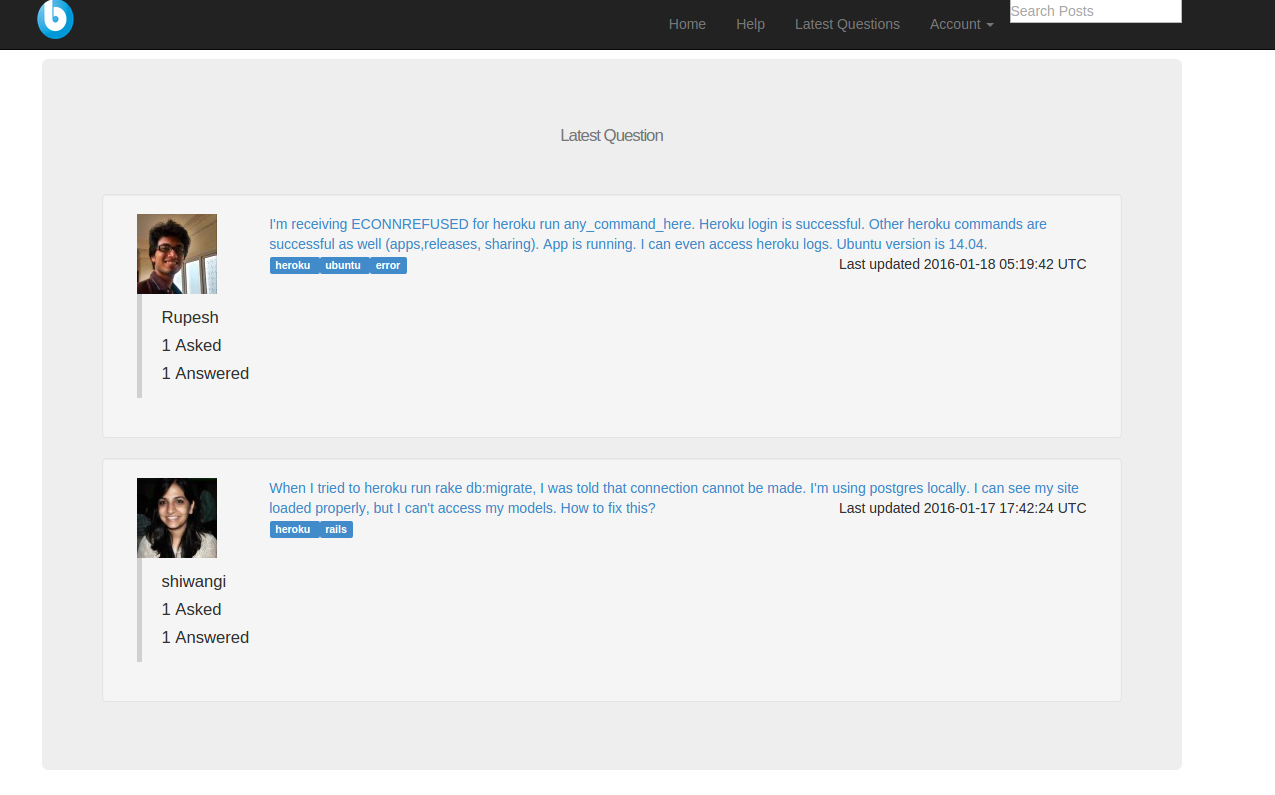 b
Home Help Latest Questions Account Search Posts
Latest Question
I'm receiving ECONNREFUSED for heroku run any_command_here. Heroku login is successful. Other heroku commands are
successful as well (apps,releases, sharing). App is running. I can even access heroku logs. Ubuntu version is 14.04.
heroku ubuntu error Last updated 2016-01-18 05:19:42 UTC
Rupesh
1 Asked
1 Answered
When I tried to heroku run rake db:migrate, I was told that connection cannot be made. I'm using postgres locally. I can see my site
loaded properly, but I can't access my models. How to fix this? Last updated 2016-01-17 17:42:24 UTC
heroku rails
shiwangi
1 Asked
1 Answered